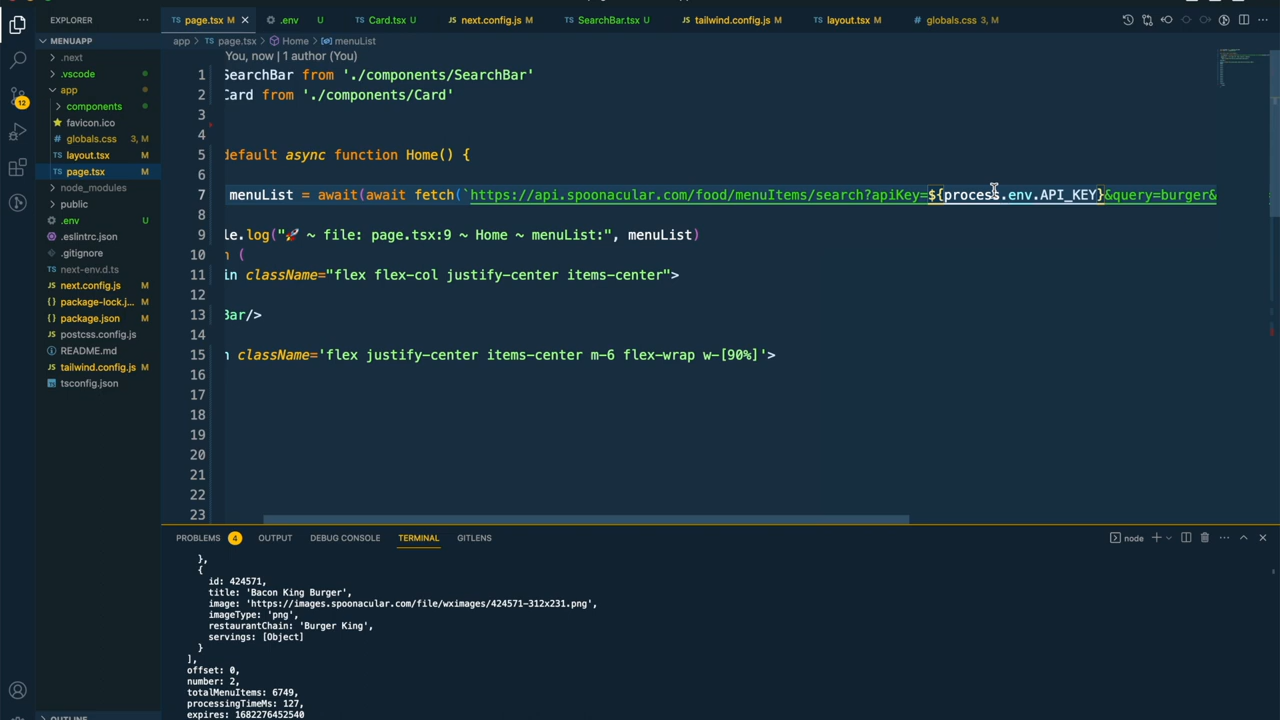 page.tsx M
.env U
Card.tsx U
next.config.js M
SearchBar.tsx U
tailwind.config.js M
layout.tsx M
globals.css 3, M
EXPLORER
app > page.tsx > Home > menuList
MENUAPP
.next
.vscode
app
components
favicon.ico
globals.css 3, M
layout.tsx M
page.tsx M
node_modules
public
.env U
.eslintrc.json
.gitignore
next-env.d.ts
next.config.js M
package-lock.j... M
package.json M
postcss.config.js
README.md
tailwind.config.js M
tsconfig.json
OUTLINE
12
You, now | 1 author (You)
1 SearchBar from './components/SearchBar'
2 Card from './components/Card'
3
4
5 default async function Home() {
6
7 menuList = await(await fetch(`https://api.spoonacular.com/food/menuItems/search?apiKey=${process.env.API_KEY}&query=burger&
8
9 le.log("🚀 ~ file: page.tsx:9 ~ Home ~ menuList:", menuList)
10 n (
11 in className="flex flex-col justify-center items-center">
12
13 Bar/>
14
15 n className='flex justify-center items-center m-6 flex-wrap w-[90%]'>
16
17
18
19
20
21
22
23
PROBLEMS 4 OUTPUT DEBUG CONSOLE TERMINAL GITLENS
node
},
{
id: 424571,
title: 'Bacon King Burger',
image: 'https://images.spoonacular.com/file/wximages/424571-312x231.png',
imageType: 'png',
restaurantChain: 'Burger King',
servings: [Object]
}
],
offset: 0,
number: 2,
totalMenuItems: 6749,
processingTimeMs: 127,
expires: 1682276452540